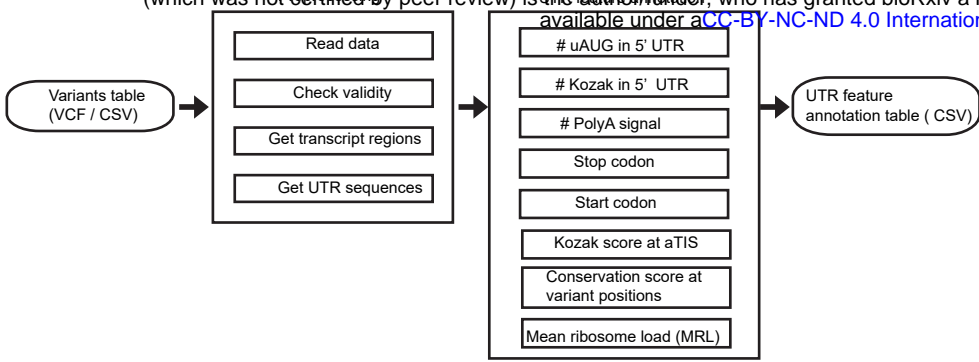 (which was not certified by peer review) is the author/funder, who has granted bioRxiv a
available under aCC-BY-NC-ND 4.0 Internation
Variants table
(VCF / CSV)
Read data
Check validity
Get transcript regions
Get UTR sequences
# uAUG in 5' UTR
# Kozak in 5' UTR
# PolyA signal
Stop codon
Start codon
Kozak score at aTIS
Conservation score at
variant positions
Mean ribosome load (MRL)
UTR feature
annotation table ( CSV)